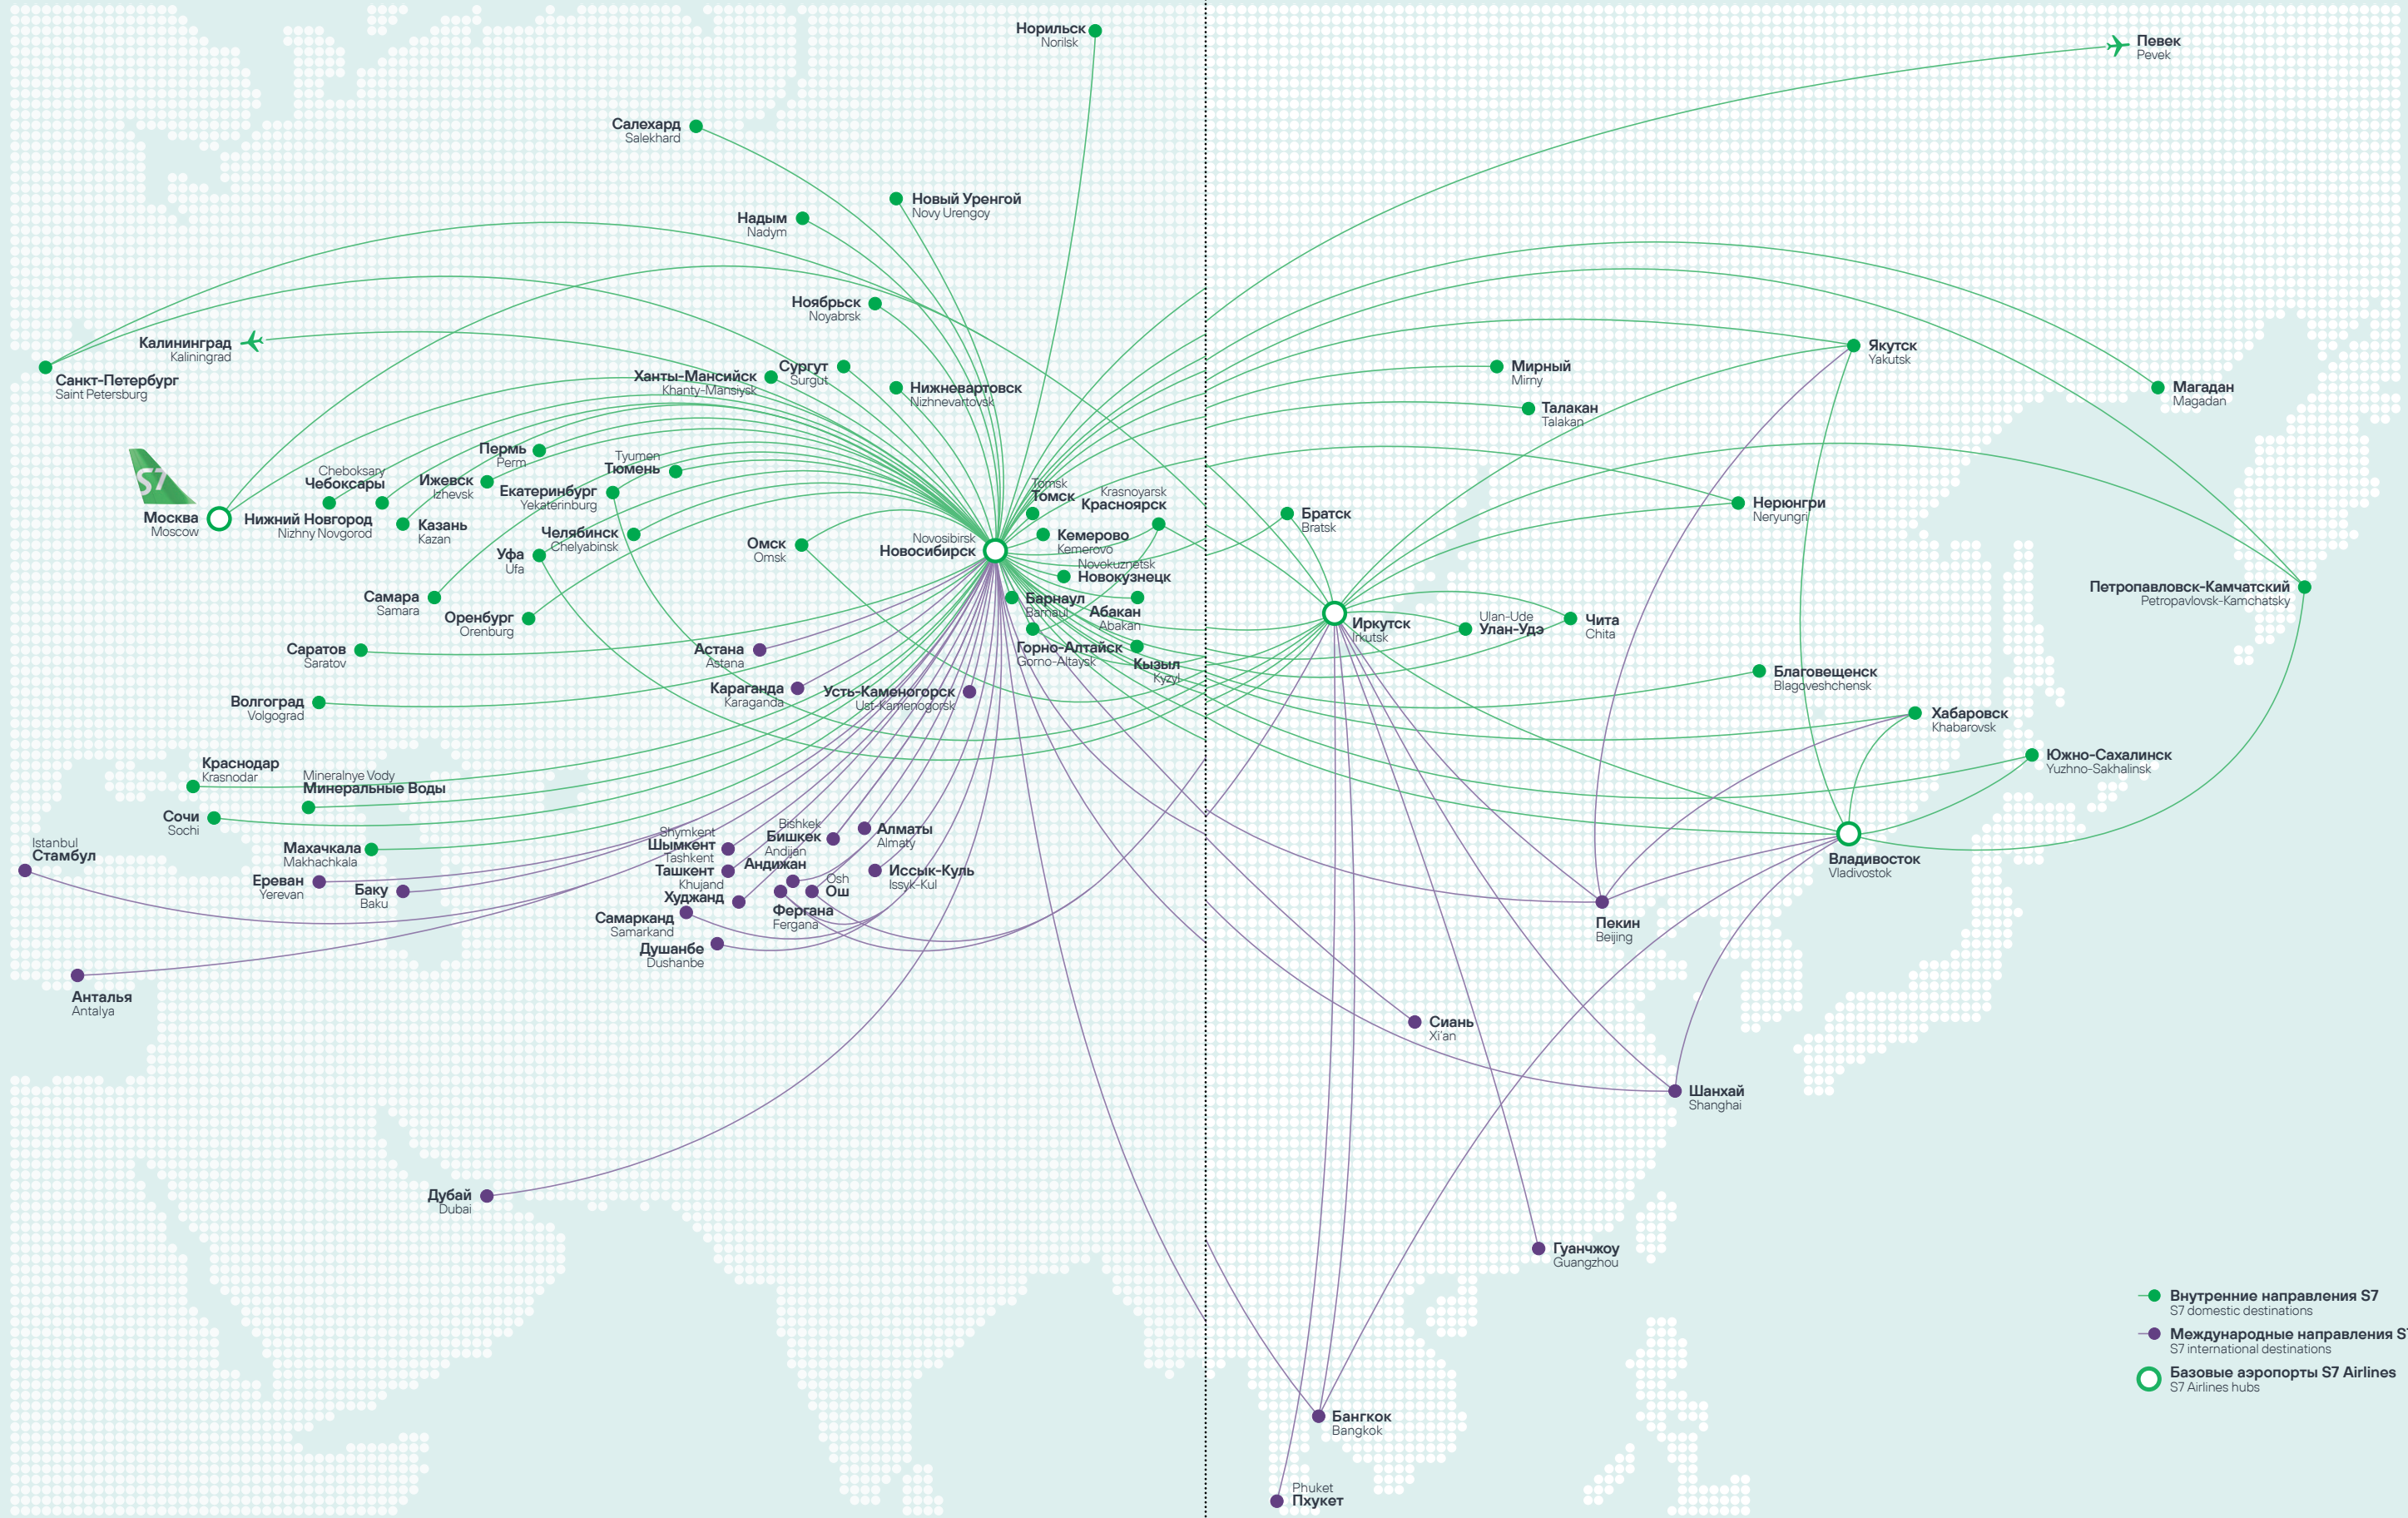 Норильск
Norilsk
Певек
Pevek
Салехард
Salekhard
Новый Уренгой
Novy Urengoy
Надым
Nadym
Ноябрьск
Noyabrsk
Калининград
Kaliningrad
Санкт-Петербург
Saint Petersburg
Ханты-Мансийск
Khanty-Mansiysk
Сургут
Surgut
Нижневартовск
Nizhnevartovsk
Мирный
Mirny
Талакан
Talakan
Якутск
Yakutsk
Магадан
Magadan
S7
Москва
Moscow
Cheboksary
Чебоксары
Нижний Новгород
Nizhny Novgorod
Пермь
Perm
Ижевск
Izhevsk
Казань
Kazan
Tyumen
Тюмень
Екатеринбург
Yekaterinburg
Челябинск
Chelyabinsk
Уфа
Ufa
Самара
Samara
Оренбург
Orenburg
Омск
Omsk
Novosibirsk
Новосибирск
Tomsk
Томск
Krasnoyarsk
Красноярск
Кемерово
Kemerovo
Novokuznetsk
Новокузнецк
Барнаул
Barnaul
Абакан
Abakan
Горно-Алтайск
Gorno-Altaysk
Кызыл
Kyzyl
Братск
Bratsk
Иркутск
Irkutsk
Ulan-Ude
Улан-Удэ
Чита
Chita
Нерюнгри
Neryungri
Петропавловск-Камчатский
Petropavlovsk-Kamchatsky
Благовещенск
Blagoveshchensk
Хабаровск
Khabarovsk
Южно-Сахалинск
Yuzhno-Sakhalinsk
Владивосток
Vladivostok
Саратов
Saratov
Волгоград
Volgograd
Астана
Astana
Караганда
Karaganda
Усть-Каменогорск
Ust-Kamenogorsk
Краснодар
Krasnodar
Mineralnye Vody
Минеральные Воды
Сочи
Sochi
Махачкала
Makhachkala
Istanbul
Стамбул
Ереван
Yerevan
Баку
Baku
Анталья
Antalya
Shymkent
Шымкент
Tashkent
Ташкент
Khujand
Худжанд
Самарканд
Samarkand
Душанбе
Dushanbe
Bishkek
Бишкек
Andijan
Андижан
Алматы
Almaty
Иссык-Куль
Issyk-Kul
Osh
Ош
Фергана
Fergana
Дубай
Dubai
Пекин
Beijing
Сиань
Xi'an
Шанхай
Shanghai
Гуанчжоу
Guangzhou
Бангкок
Bangkok
Phuket
Пхукет
Внутренние направления S7
S7 domestic destinations
Международные направления S7
S7 international destinations
Базовые аэропорты S7 Airlines
S7 Airlines hubs